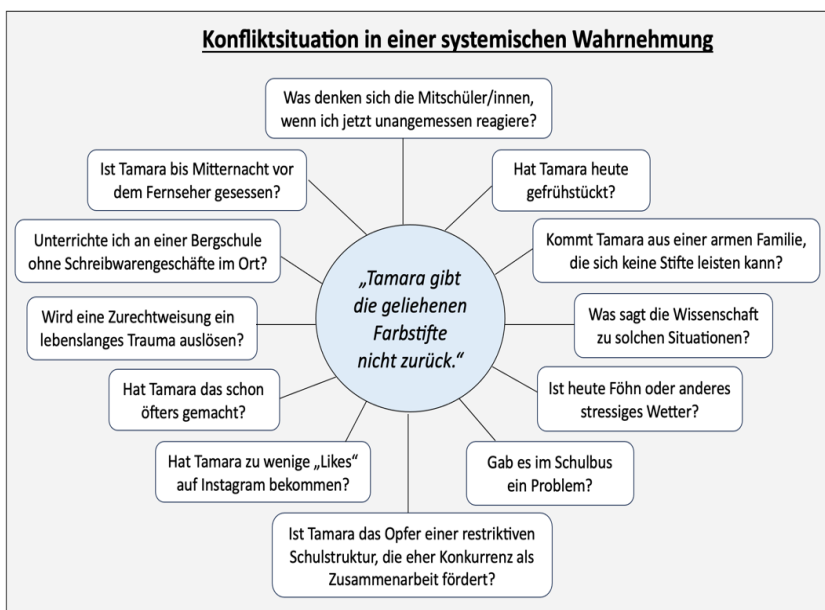 Konfliktsituation in einer systemischen Wahrnehmung
Was denken sich die Mitschüler/innen,
wenn ich jetzt unangemessen reagiere?
Ist Tamara bis Mitternacht vor
dem Fernseher gesessen?
Hat Tamara heute
gefrühstückt?
Unterrichte ich an einer Bergschule
ohne Schreibwarengeschäfte im Ort?
Kommt Tamara aus einer armen Familie,
die sich keine Stifte leisten kann?
„Tamara gibt
die geliehenen
Farbstifte
nicht zurück.“
Wird eine Zurechtweisung ein
lebenslanges Trauma auslösen?
Was sagt die Wissenschaft
zu solchen Situationen?
Hat Tamara das schon
öfters gemacht?
Ist heute Föhn oder anderes
stressiges Wetter?
Hat Tamara zu wenige „Likes“
auf Instagram bekommen?
Gab es im Schulbus
ein Problem?
Ist Tamara das Opfer einer restriktiven
Schulstruktur, die eher Konkurrenz als
Zusammenarbeit fördert?